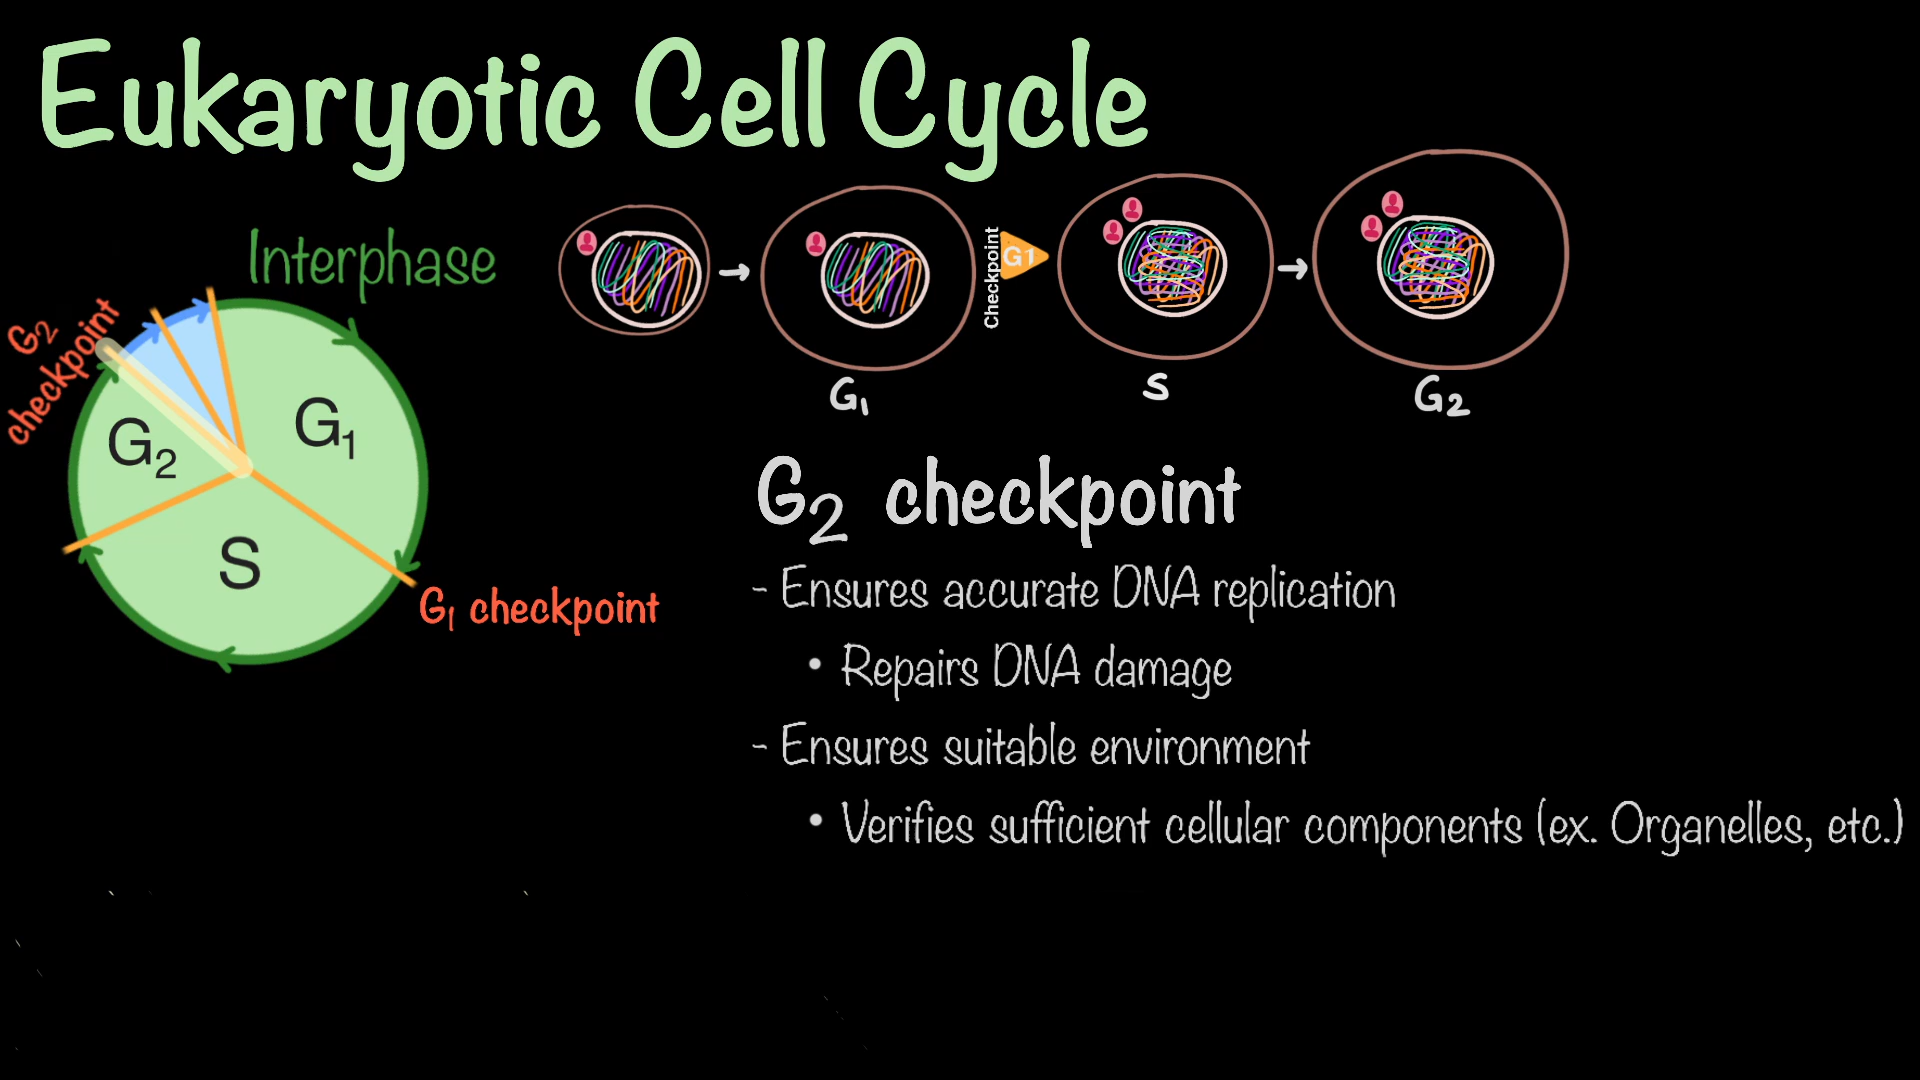 Eukaryotic Cell Cycle
Interphase
G2
checkpoint
G2
G1
S
G1 checkpoint
Checkpoint
G1
G1
S
G2
G2 checkpoint
- Ensures accurate DNA replication
• Repairs DNA damage
- Ensures suitable environment
• Verifies sufficient cellular components (ex. Organelles, etc.)